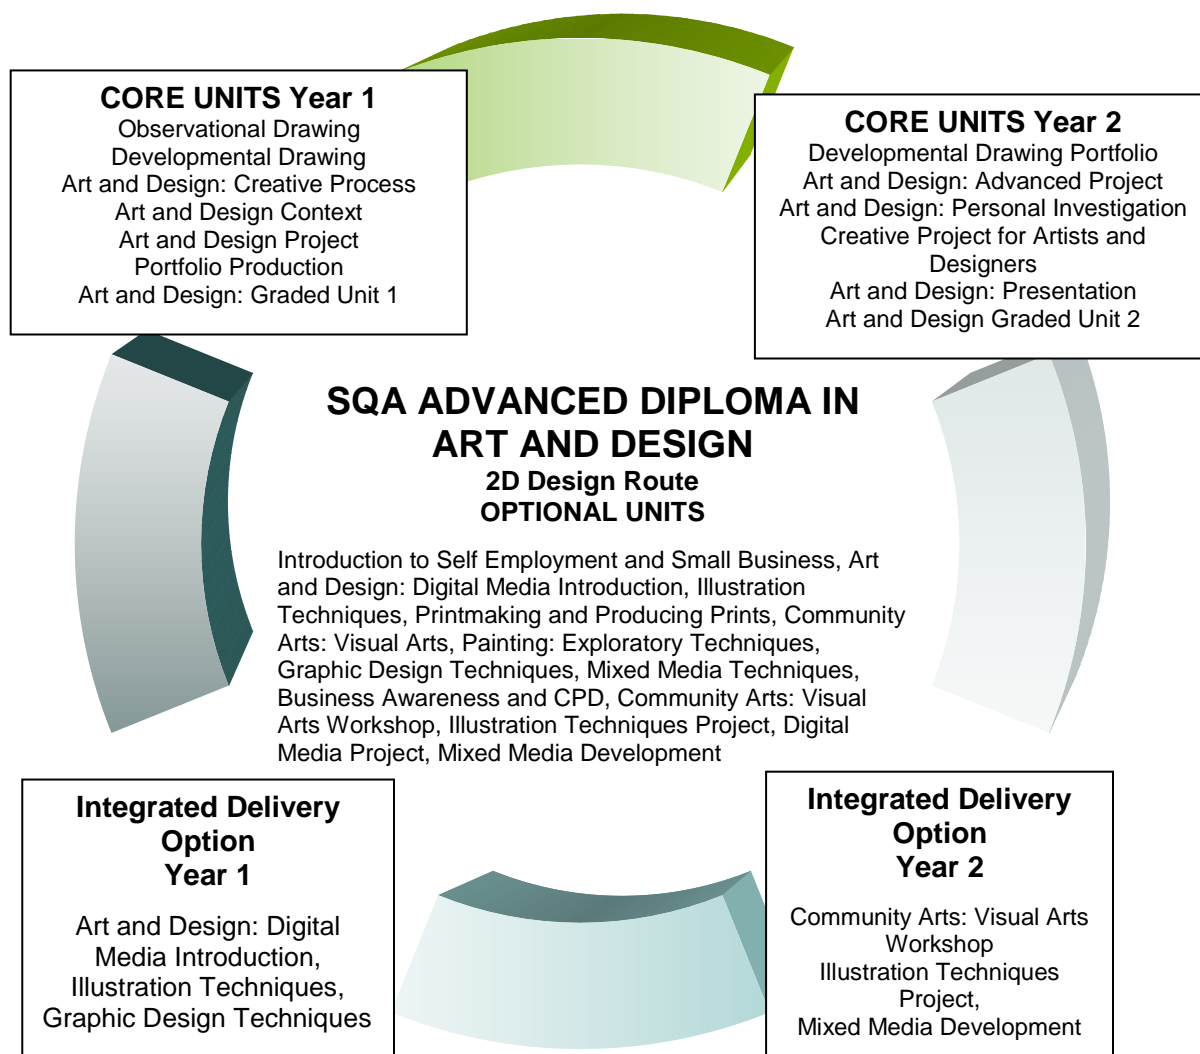 CORE UNITS Year 1
Observational Drawing
Developmental Drawing
Art and Design: Creative Process
Art and Design Context
Art and Design Project
Portfolio Production
Art and Design: Graded Unit 1
CORE UNITS Year 2
Developmental Drawing Portfolio
Art and Design: Advanced Project
Art and Design: Personal Investigation
Creative Project for Artists and
Designers
Art and Design: Presentation
Art and Design Graded Unit 2
SQA ADVANCED DIPLOMA IN
ART AND DESIGN
2D Design Route
OPTIONAL UNITS
Introduction to Self Employment and Small Business, Art
and Design: Digital Media Introduction, Illustration
Techniques, Printmaking and Producing Prints, Community
Arts: Visual Arts, Painting: Exploratory Techniques,
Graphic Design Techniques, Mixed Media Techniques,
Business Awareness and CPD, Community Arts: Visual
Arts Workshop, Illustration Techniques Project, Digital
Media Project, Mixed Media Development
Integrated Delivery
Option
Year 1
Art and Design: Digital
Media Introduction,
Illustration Techniques,
Graphic Design Techniques
Integrated Delivery
Option
Year 2
Community Arts: Visual Arts
Workshop
Illustration Techniques
Project,
Mixed Media Development